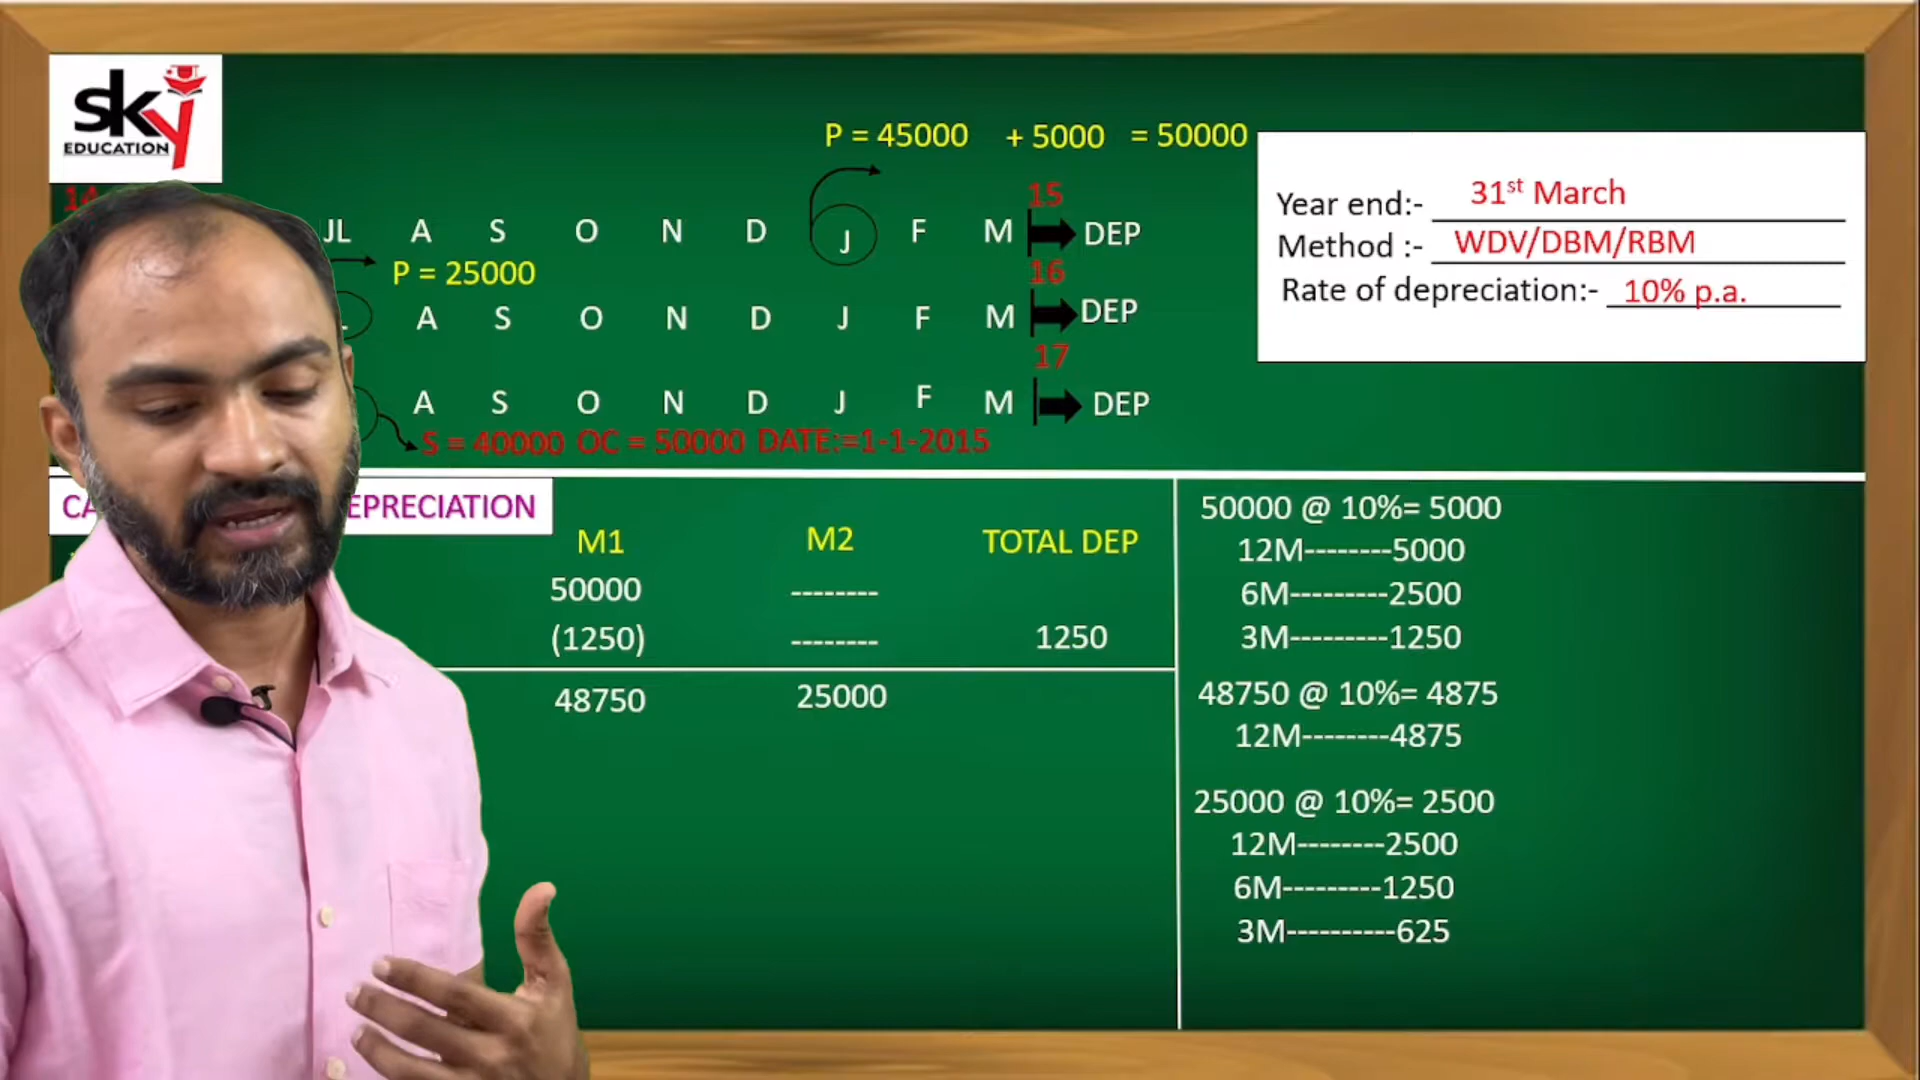 sky
EDUCATION
P = 45000 + 5000 = 50000
14
15
JL A S O N D J F M DEP
P = 25000
16
A S O N D J F M DEP
17
A S O N D J F M DEP
S = 40000 OC = 50000 DATE:=1-1-2015
Year end:- 31st March
Method :- WDV/DBM/RBM
Rate of depreciation:- 10% p.a.
M1 M2 TOTAL DEP
50000 --------
(1250) -------- 1250
48750 25000
50000 @ 10%= 5000
12M--------5000
6M---------2500
3M---------1250
48750 @ 10%= 4875
12M--------4875
25000 @ 10%= 2500
12M--------2500
6M---------1250
3M----------625